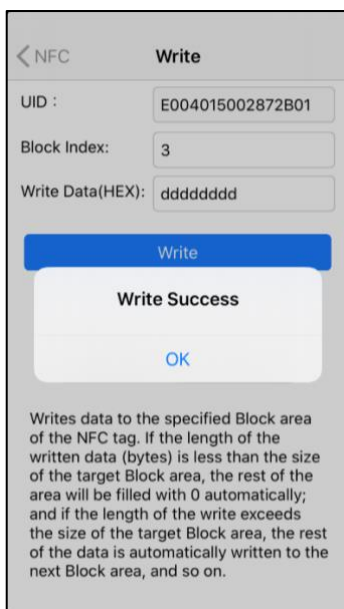 NFC Write
UID : E004015002872B01
Block Index: 3
Write Data(HEX): dddddddd
Write
Write Success
OK
Writes data to the specified Block area
of the NFC tag. If the length of the
written data (bytes) is less than the size
of the target Block area, the rest of the
area will be filled with 0 automatically;
and if the length of the write exceeds
the size of the target Block area, the rest
of the data is automatically written to the
next Block area, and so on.